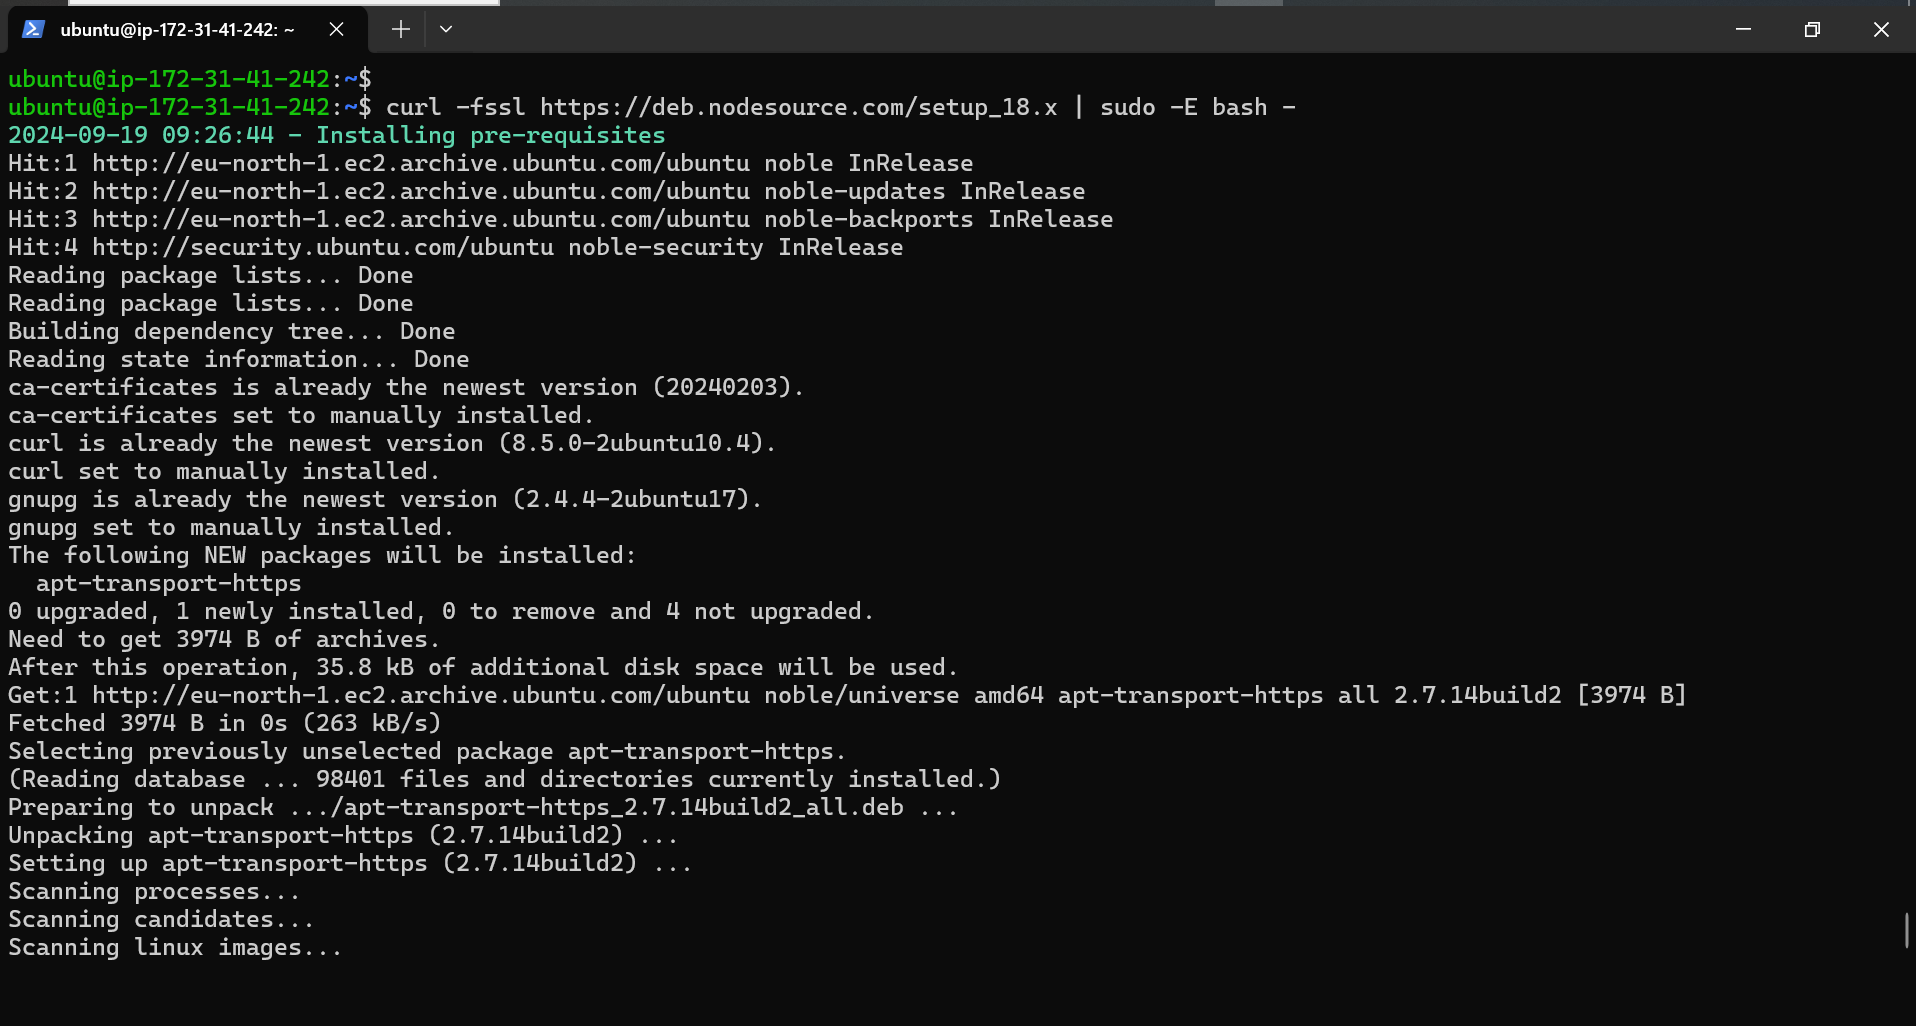 ubuntu@ip-172-31-41-242: ~
ubuntu@ip-172-31-41-242:~$
ubuntu@ip-172-31-41-242:~$ curl -fssl https://deb.nodesource.com/setup_18.x | sudo -E bash -
2024-09-19 09:26:44 - Installing pre-requisites
Hit:1 http://eu-north-1.ec2.archive.ubuntu.com/ubuntu noble InRelease
Hit:2 http://eu-north-1.ec2.archive.ubuntu.com/ubuntu noble-updates InRelease
Hit:3 http://eu-north-1.ec2.archive.ubuntu.com/ubuntu noble-backports InRelease
Hit:4 http://security.ubuntu.com/ubuntu noble-security InRelease
Reading package lists... Done
Reading package lists... Done
Building dependency tree... Done
Reading state information... Done
ca-certificates is already the newest version (20240203).
ca-certificates set to manually installed.
curl is already the newest version (8.5.0-2ubuntu10.4).
curl set to manually installed.
gnupg is already the newest version (2.4.4-2ubuntu17).
gnupg set to manually installed.
The following NEW packages will be installed:
  apt-transport-https
0 upgraded, 1 newly installed, 0 to remove and 4 not upgraded.
Need to get 3974 B of archives.
After this operation, 35.8 kB of additional disk space will be used.
Get:1 http://eu-north-1.ec2.archive.ubuntu.com/ubuntu noble/universe amd64 apt-transport-https all 2.7.14build2 [3974 B]
Fetched 3974 B in 0s (263 kB/s)
Selecting previously unselected package apt-transport-https.
(Reading database ... 98401 files and directories currently installed.)
Preparing to unpack .../apt-transport-https_2.7.14build2_all.deb ...
Unpacking apt-transport-https (2.7.14build2) ...
Setting up apt-transport-https (2.7.14build2) ...
Scanning processes...
Scanning candidates...
Scanning linux images...